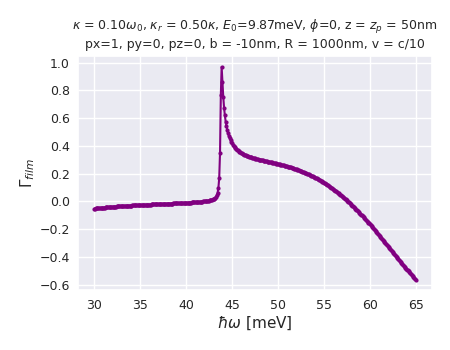 κ = 0.10ω₀, κᵣ = 0.50κ, E₀=9.87meV, ϕ=0, z = zₚ = 50nm
px=1, py=0, pz=0, b = -10nm, R = 1000nm, v = c/10
1.0
0.8
0.6
0.4
0.2
0.0
−0.2
−0.4
−0.6
Γfilm
30 35 40 45 50 55 60 65
ħω [meV]